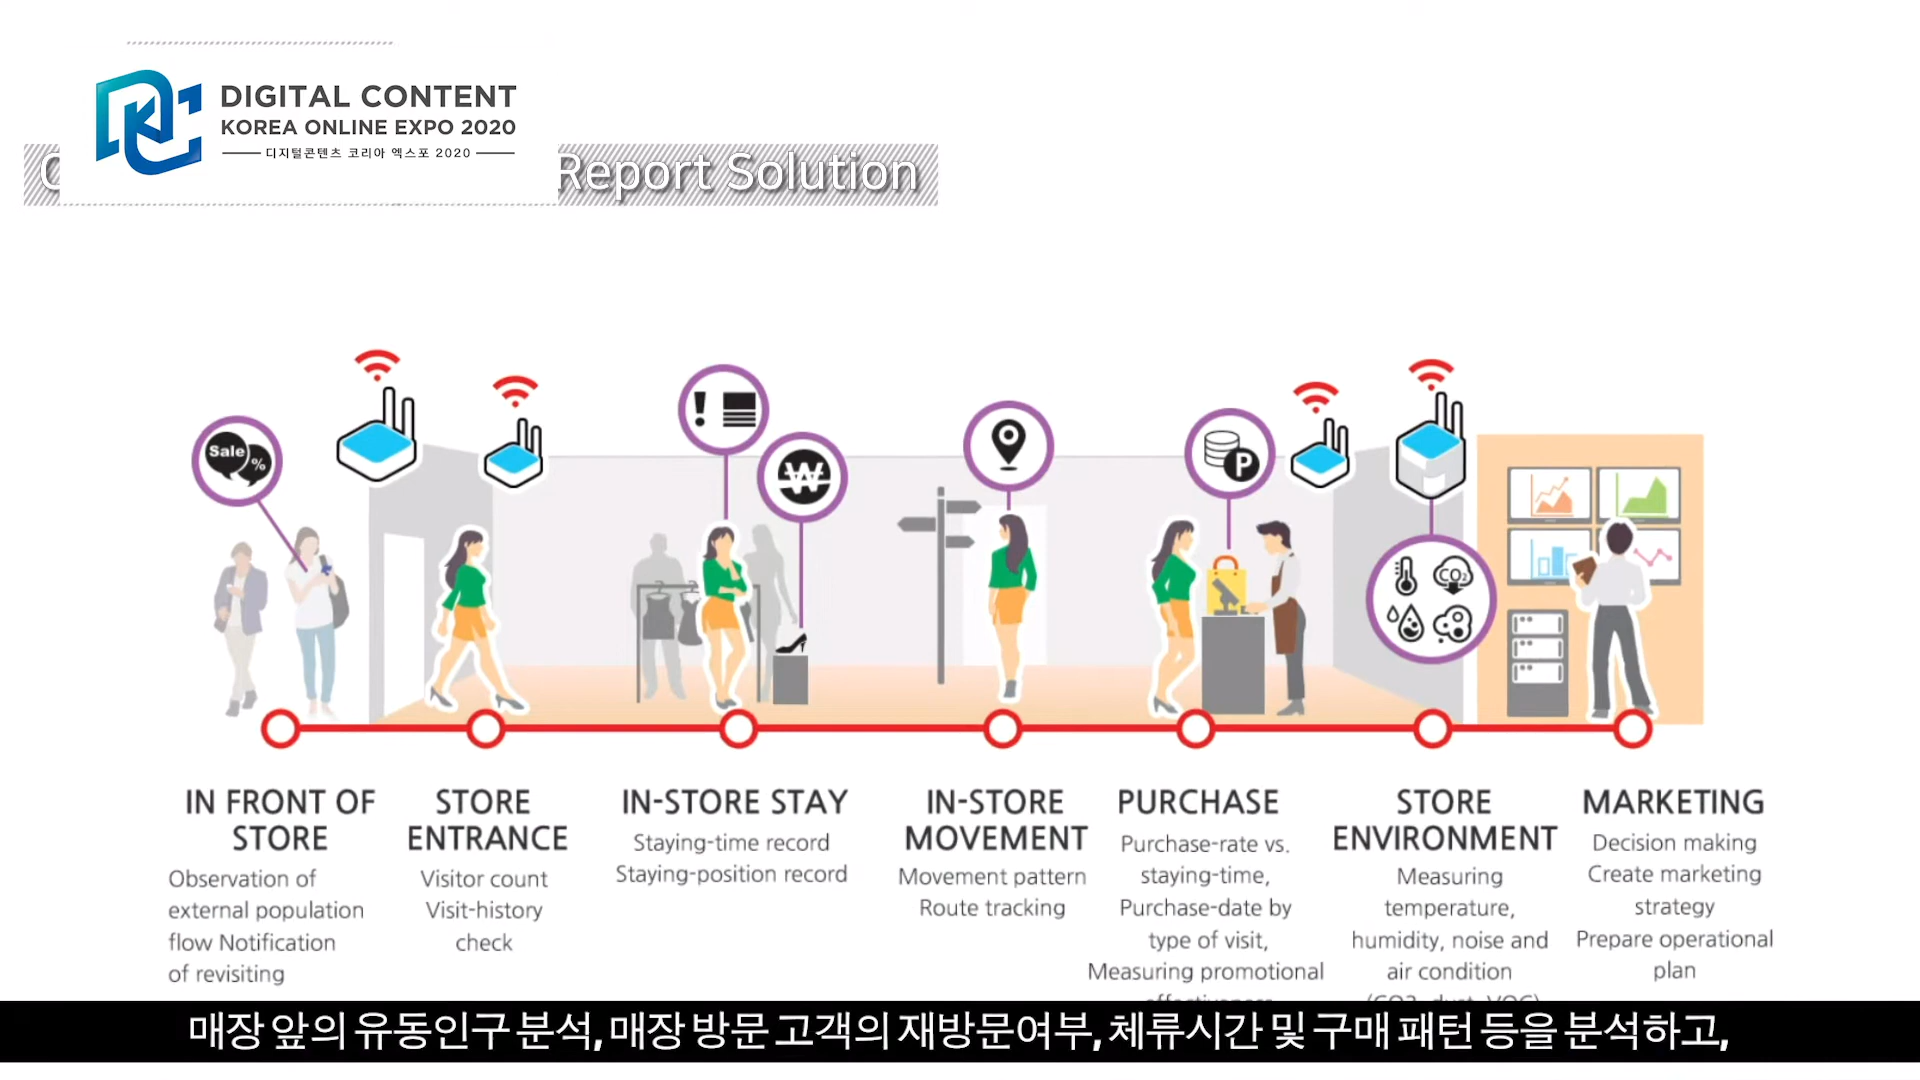 DIGITAL CONTENT
KOREA ONLINE EXPO 2020
디지털콘텐츠 코리아 엑스포 2020
Report Solution
Sale
%
P
CO2
IN FRONT OF
STORE
Observation of
external population
flow Notification
of revisiting
STORE
ENTRANCE
Visitor count
Visit-history
check
IN-STORE STAY
Staying-time record
Staying-position record
IN-STORE
MOVEMENT
Movement pattern
Route tracking
PURCHASE
Purchase-rate vs.
staying-time,
Purchase-date by
type of visit,
Measuring promotional
STORE
ENVIRONMENT
Measuring
temperature,
humidity, noise and
air condition
MARKETING
Decision making
Create marketing
strategy
Prepare operational
plan
매장 앞의 유동인구 분석, 매장 방문 고객의 재방문여부, 체류시간 및 구매 패턴 등을 분석하고,